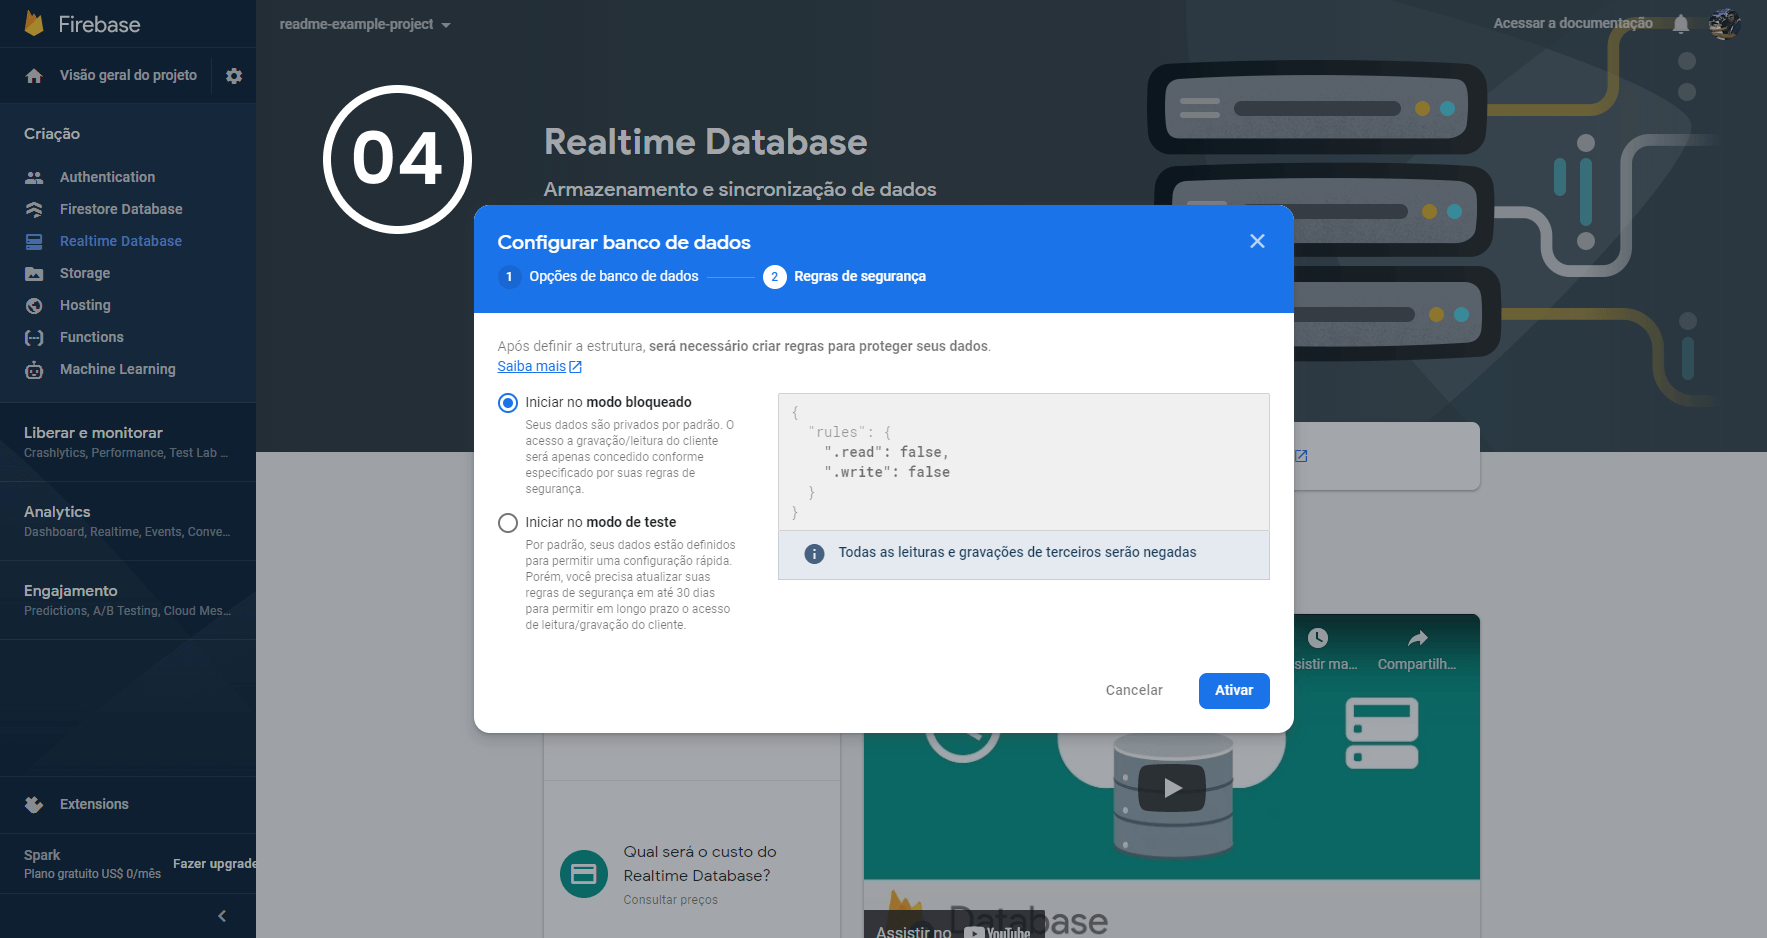 Firebase
readme-example-project
Acessar a documentação
Visão geral do projeto
Criação
Authentication
Firestore Database
Realtime Database
Storage
Hosting
Functions
Machine Learning
Liberar e monitorar
Crashlytics, Performance, Test Lab ...
Analytics
Dashboard, Realtime, Events, Conve...
Engajamento
Predictions, A/B Testing, Cloud Mes...
Extensions
Spark
Plano gratuito US$ 0/mês
Fazer upgrade
04
Realtime Database
Armazenamento e sincronização de dados
Configurar banco de dados
1 Opções de banco de dados
2 Regras de segurança
Após definir a estrutura, será necessário criar regras para proteger seus dados.
Saiba mais
Iniciar no modo bloqueado
Seus dados são privados por padrão. O
acesso a gravação/leitura do cliente
será apenas concedido conforme
especificado por suas regras de
segurança.
Iniciar no modo de teste
Por padrão, seus dados estão definidos
para permitir uma configuração rápida.
Porém, você precisa atualizar suas
regras de segurança em até 30 dias
para permitir em longo prazo o acesso
de leitura/gravação do cliente.
{
"rules": {
".read": false,
".write": false
}
}
Todas as leituras e gravações de terceiros serão negadas
Cancelar
Ativar
sistir ma...
Compartilh...
Qual será o custo do
Realtime Database?
Consultar preços
Database
Assistir no YouTube